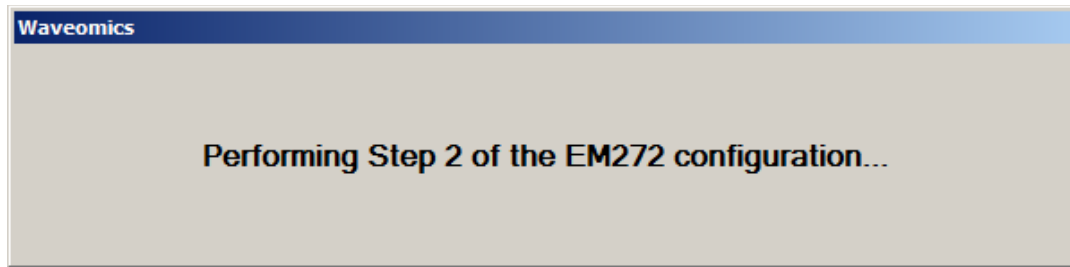 Waveomics
Performing Step 2 of the EM272 configuration...